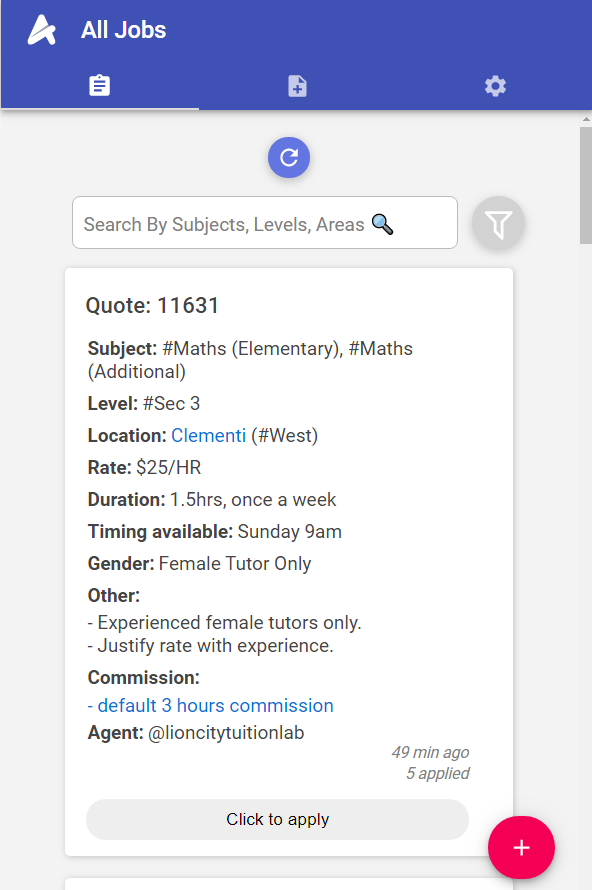 All Jobs
Search By Subjects, Levels, Areas 🔍
Quote: 11631
Subject: #Maths (Elementary), #Maths
(Additional)
Level: #Sec 3
Location: Clementi (#West)
Rate: $25/HR
Duration: 1.5hrs, once a week
Timing available: Sunday 9am
Gender: Female Tutor Only
Other:
- Experienced female tutors only.
- Justify rate with experience.
Commission:
- default 3 hours commission
Agent: @lioncitytuitionlab
49 min ago
5 applied
Click to apply
+